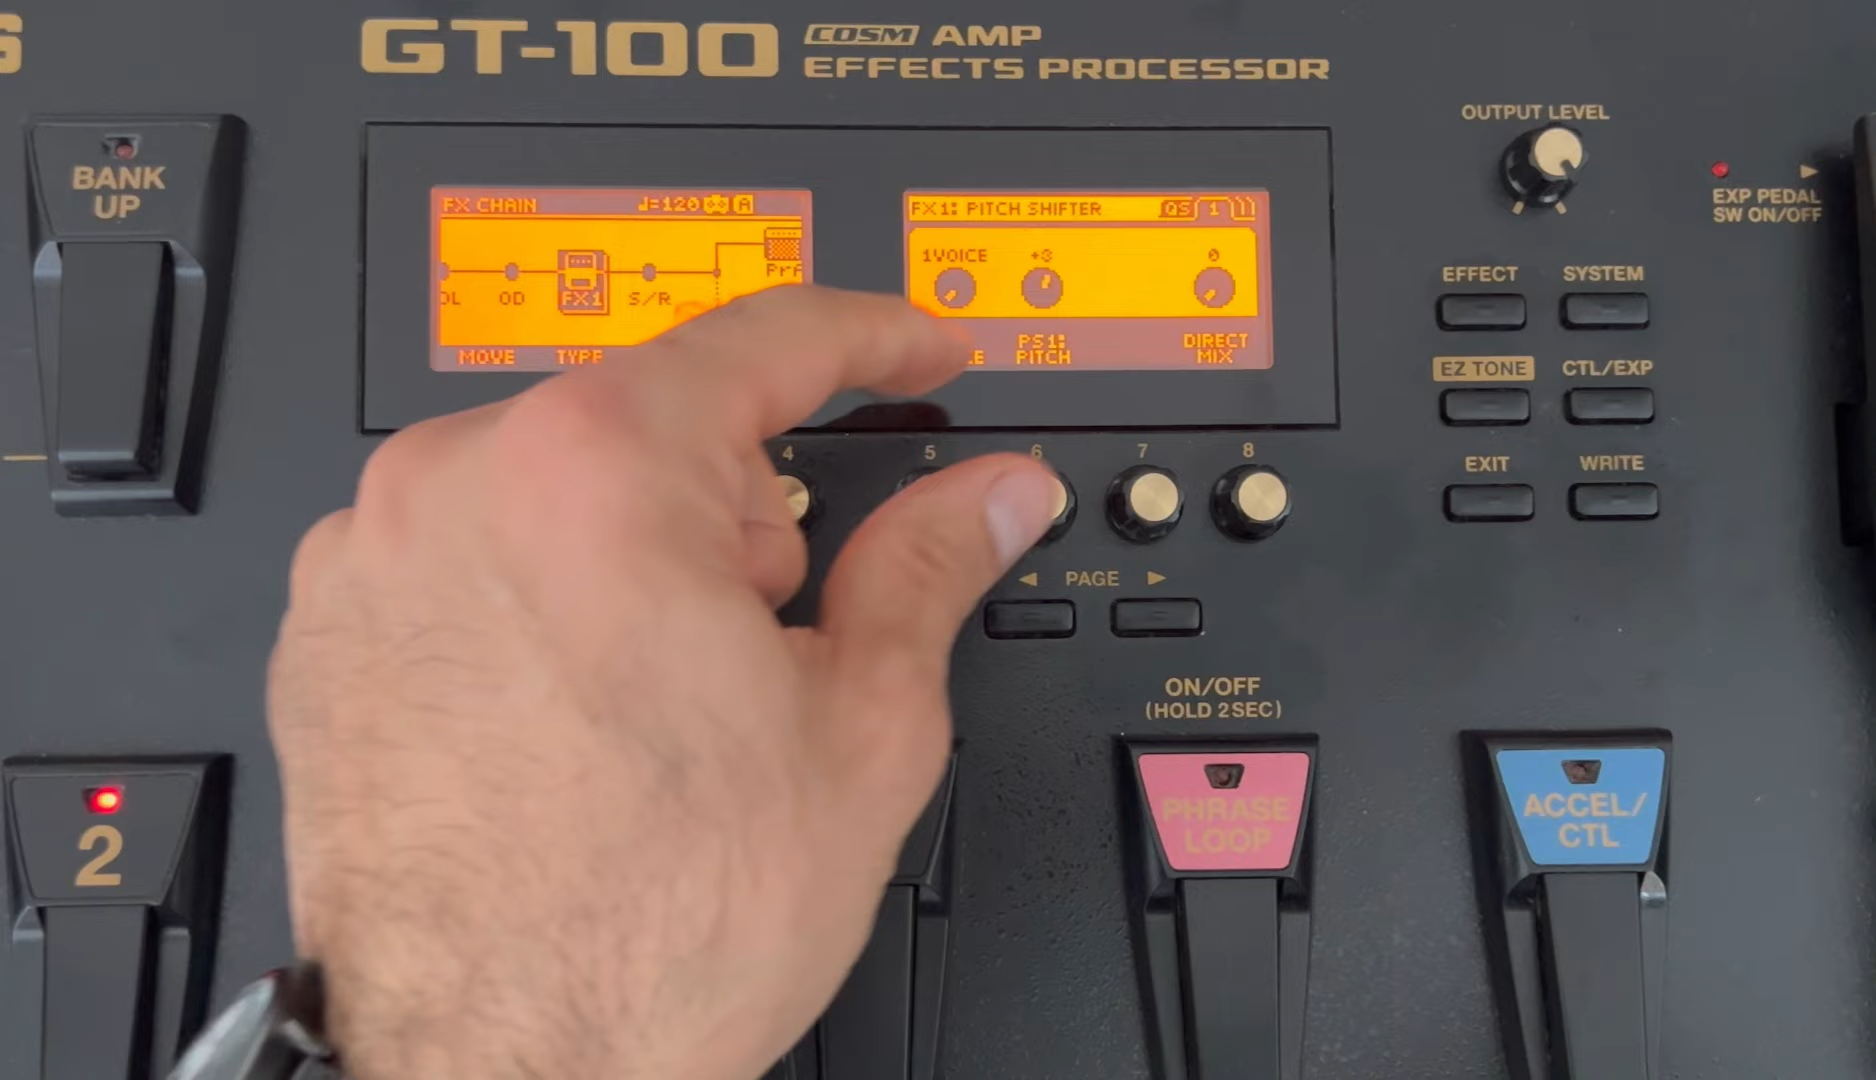 GT-100 COSM AMP
EFFECTS PROCESSOR
OUTPUT LEVEL
BANK
UP
EXP PEDAL
SW ON/OFF
FX CHAIN ♩=120 A
OD FX1 S/R
MOVE TYPE
FX1: PITCH SHIFTER QS 1
1VOICE +3 0
PS1:
PITCH
DIRECT
MIX
EFFECT SYSTEM
EZ TONE CTL/EXP
EXIT WRITE
4 5 6 7 8
◀ PAGE ▶
ON/OFF
(HOLD 2SEC)
2
PHRASE
LOOP
ACCEL/
CTL